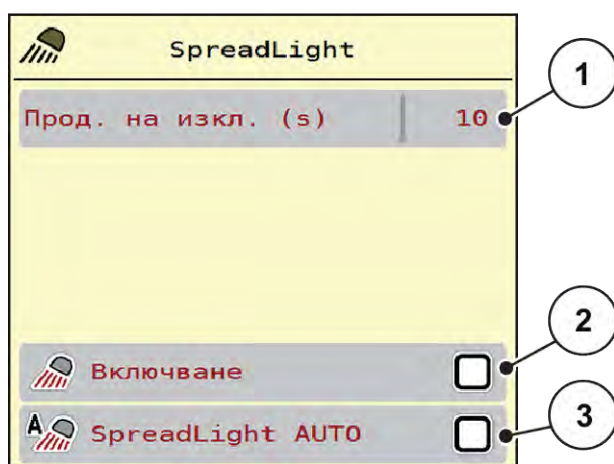 SpreadLight
Прод. на изкл. (s) 10
1
Включване
2
A SpreadLight AUTO
3